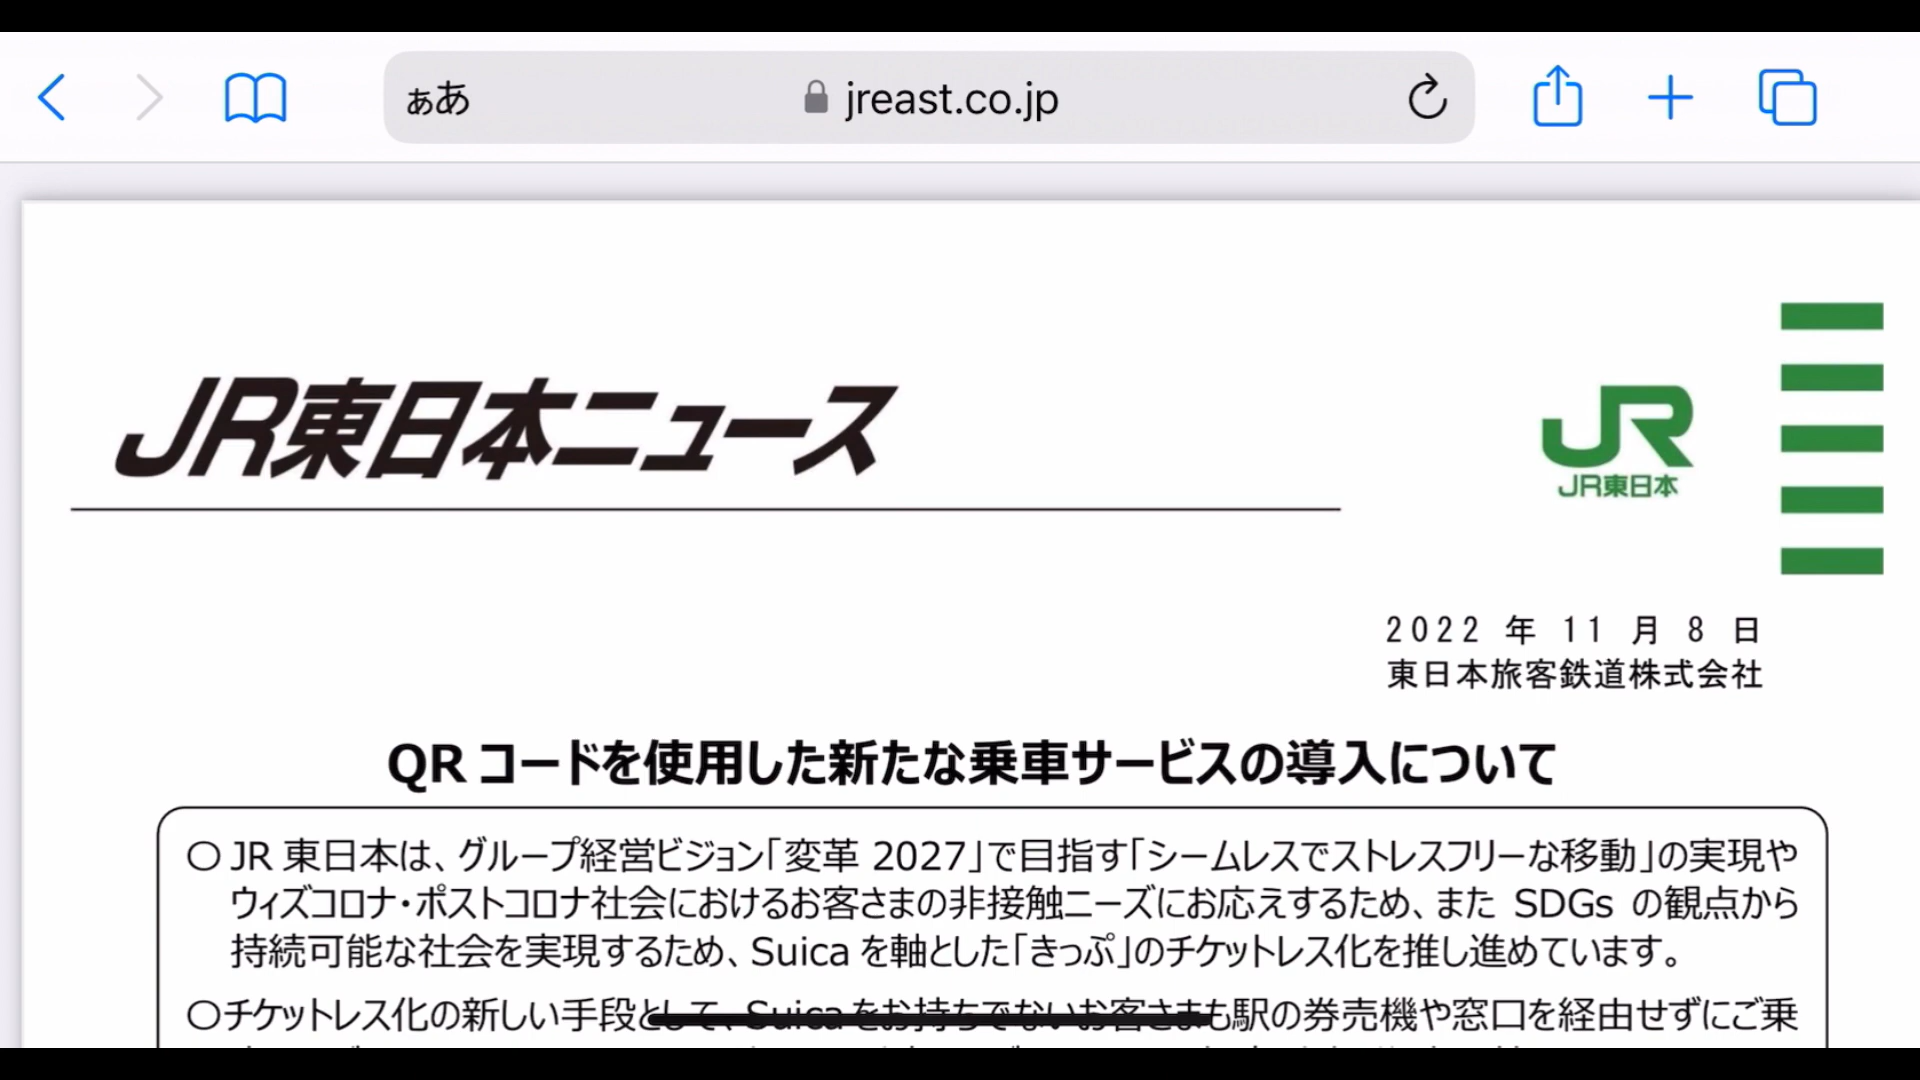 ぁあ
jreast.co.jp
JR東日本ニュース
JR
JR東日本
2022 年 11 月 8 日
東日本旅客鉄道株式会社
QR コードを使用した新たな乗車サービスの導入について
○ JR 東日本は、グループ経営ビジョン「変革 2027」で目指す「シームレスでストレスフリーな移動」の実現や
ウィズコロナ・ポストコロナ社会におけるお客さまの非接触ニーズにお応えするため、また SDGs の観点から
持続可能な社会を実現するため、Suica を軸とした「きっぷ」のチケットレス化を推し進めています。
○チケットレス化の新しい手段として、Suica をお持ちでないお客さまも駅の券売機や窓口を経由せずにご乗